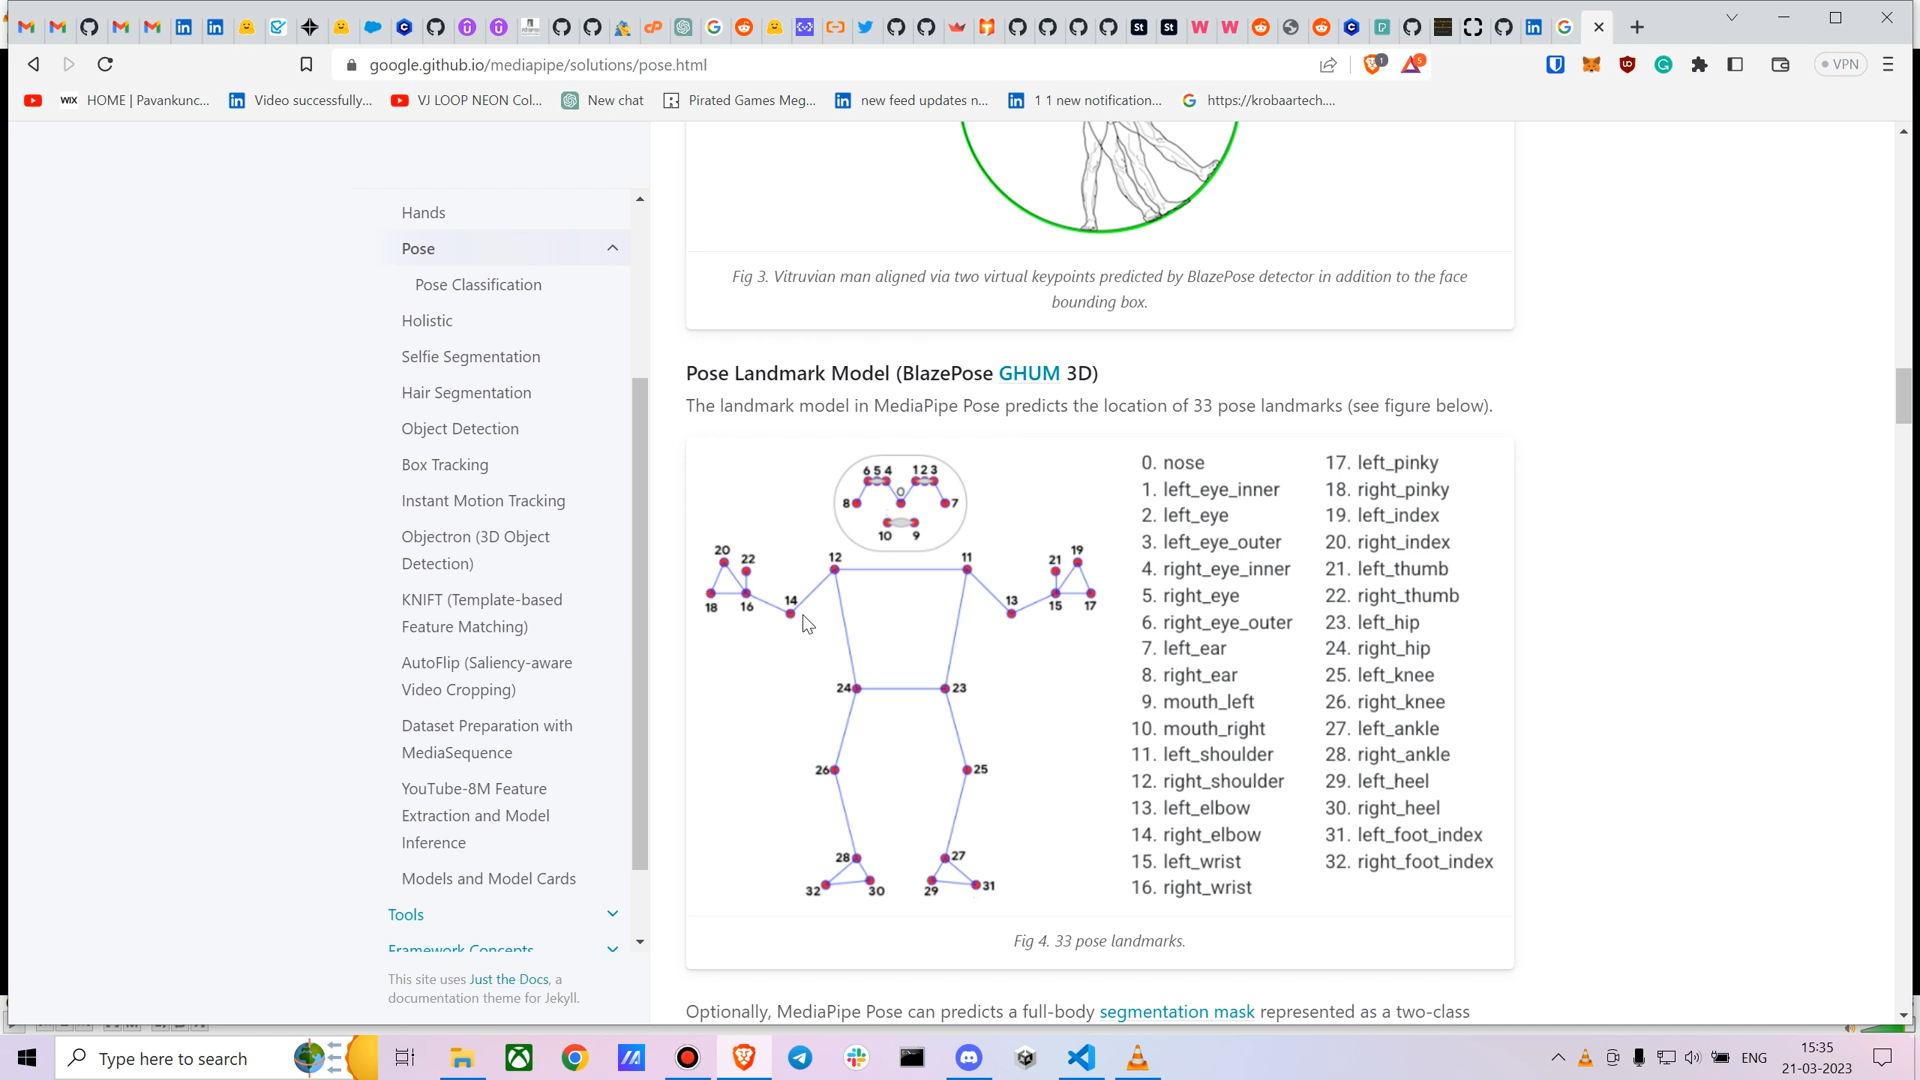 google.github.io/mediapipe/solutions/pose.html
VPN
HOME | Pavankunc...
Video successfully...
VJ LOOP NEON Col...
New chat
Pirated Games Meg...
new feed updates n...
1 1 new notification...
https://krobaartech....
Hands
Pose
Pose Classification
Holistic
Selfie Segmentation
Hair Segmentation
Object Detection
Box Tracking
Instant Motion Tracking
Objectron (3D Object
Detection)
KNIFT (Template-based
Feature Matching)
AutoFlip (Saliency-aware
Video Cropping)
Dataset Preparation with
MediaSequence
YouTube-8M Feature
Extraction and Model
Inference
Models and Model Cards
Tools
Framework Concepts
This site uses Just the Docs, a
documentation theme for Jekyll.
Fig 3. Vitruvian man aligned via two virtual keypoints predicted by BlazePose detector in addition to the face
bounding box.
Pose Landmark Model (BlazePose GHUM 3D)
The landmark model in MediaPipe Pose predicts the location of 33 pose landmarks (see figure below).
6 5 4 1 2 3
0
8 7
10 9
20 22 12 11 21 19
18 16 14 13 15 17
24 23
26 25
28 27
32 30 29 31
0. nose
1. left_eye_inner
2. left_eye
3. left_eye_outer
4. right_eye_inner
5. right_eye
6. right_eye_outer
7. left_ear
8. right_ear
9. mouth_left
10. mouth_right
11. left_shoulder
12. right_shoulder
13. left_elbow
14. right_elbow
15. left_wrist
16. right_wrist
17. left_pinky
18. right_pinky
19. left_index
20. right_index
21. left_thumb
22. right_thumb
23. left_hip
24. right_hip
25. left_knee
26. right_knee
27. left_ankle
28. right_ankle
29. left_heel
30. right_heel
31. left_foot_index
32. right_foot_index
Fig 4. 33 pose landmarks.
Optionally, MediaPipe Pose can predicts a full-body segmentation mask represented as a two-class
Type here to search
ENG
15:35
21-03-2023